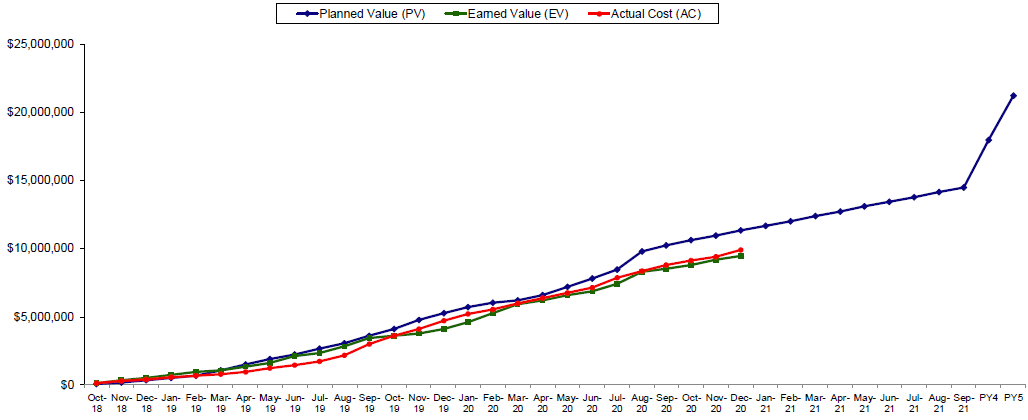 Planned Value (PV) Earned Value (EV) Actual Cost (AC)
$25,000,000
$20,000,000
$15,000,000
$10,000,000
$5,000,000
$0
Oct- Nov- Dec- Jan- Feb- Mar- Apr- May- Jun- Jul- Aug- Sep- Oct- Nov- Dec- Jan- Feb- Mar- Apr- May- Jun- Jul- Aug- Sep- Oct- Nov- Dec- Jan- Feb- Mar- Apr- May- Jun- Jul- Aug- Sep- PY4 PY5
18 18 18 19 19 19 19 19 19 19 19 19 19 19 19 20 20 20 20 20 20 20 20 20 20 20 20 21 21 21 21 21 21 21 21 21